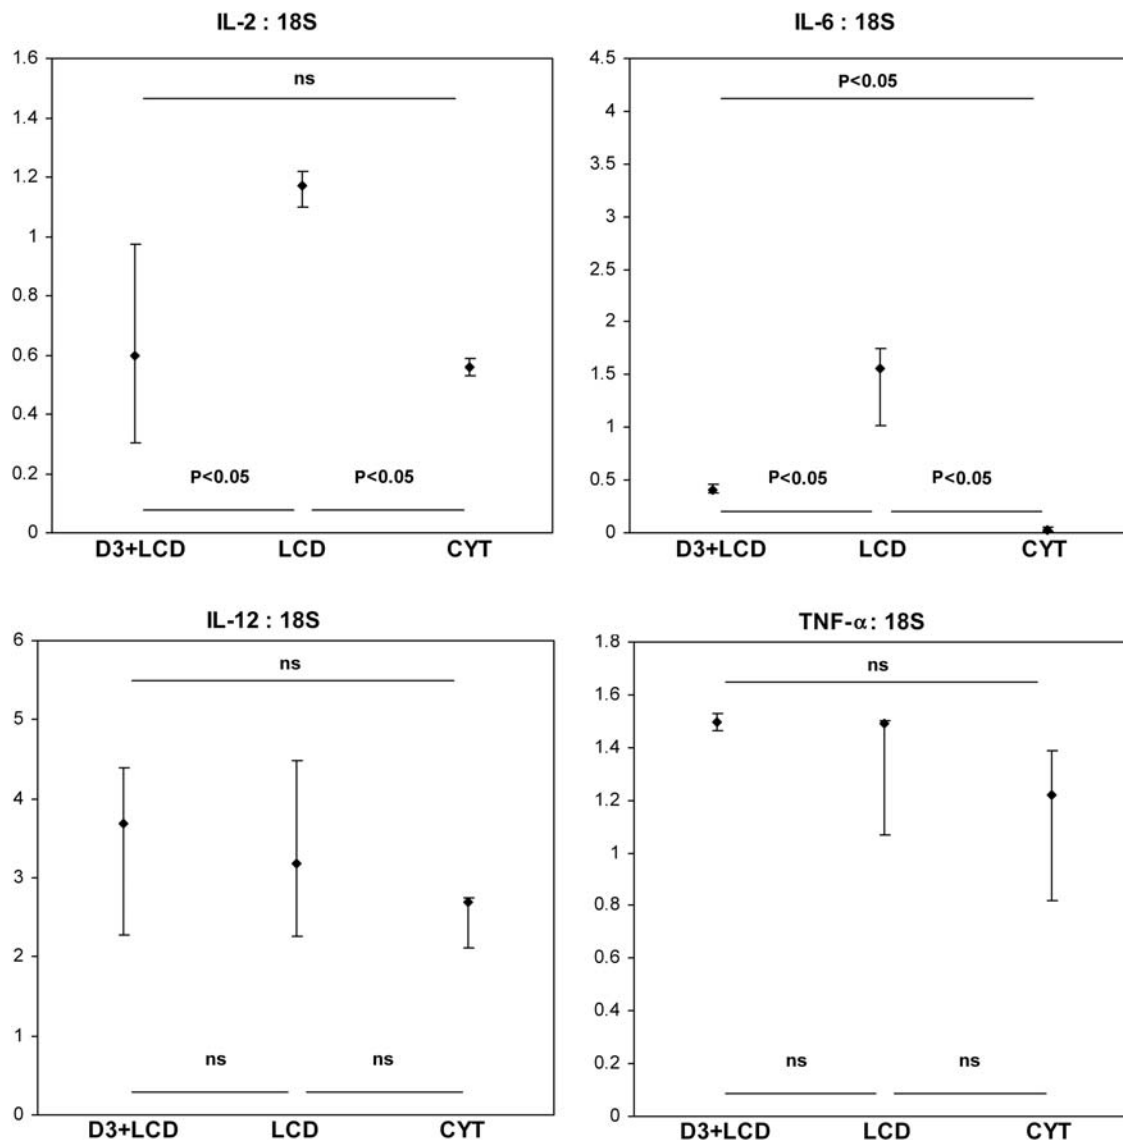 IL-2 : 18S
1.6
1.4
1.2
1
0.8
0.6
0.4
0.2
0
ns
P<0.05 P<0.05
D3+LCD LCD CYT
IL-6 : 18S
4.5
4
3.5
3
2.5
2
1.5
1
0.5
0
P<0.05
P<0.05 P<0.05
D3+LCD LCD CYT
IL-12 : 18S
6
5
4
3
2
1
0
ns
ns ns
D3+LCD LCD CYT
TNF-α: 18S
1.8
1.6
1.4
1.2
1
0.8
0.6
0.4
0.2
0
ns
ns ns
D3+LCD LCD CYT